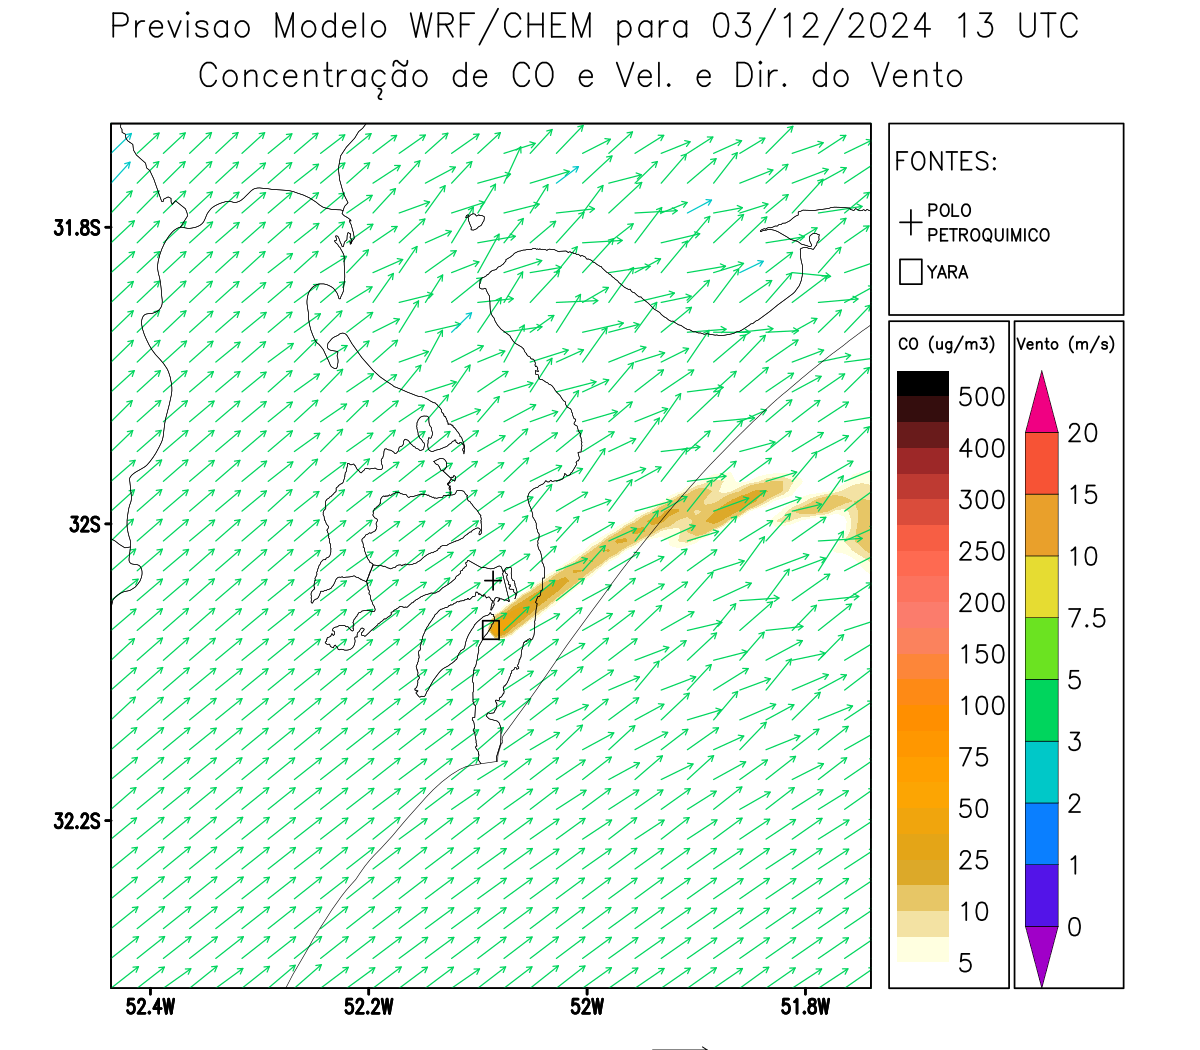 Previsao Modelo WRF/CHEM para 03/12/2024 13 UTC
Concentração de CO e Vel. e Dir. do Vento
FONTES:
POLO
PETROQUIMICO
YARA
CO (ug/m3)
500
400
300
250
200
150
100
75
50
25
10
5
Vento (m/s)
20
15
10
7.5
5
3
2
1
0
31.8S
32S
32.2S
52.4W
52.2W
52W
51.8W